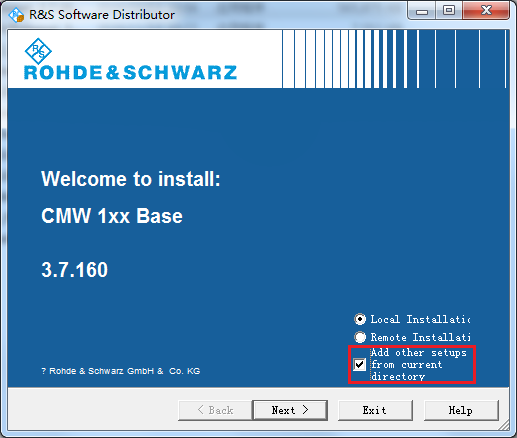 R&S Software Distributor
R&S
ROHDE&SCHWARZ
Welcome to install:
CMW 1xx Base
3.7.160
Local Installatic
Remote Installati
Add other setups
from current
directory
? Rohde & Schwarz GmbH & Co. KG
< Back
Next >
Exit
Help